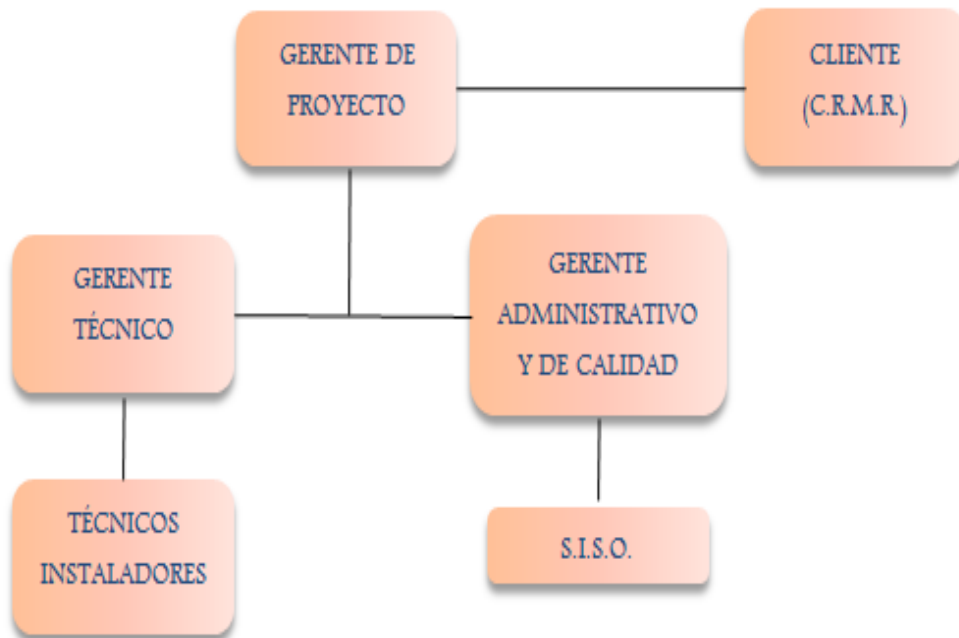 GERENTE DE
PROYECTO
CLIENTE
(C.R.M.R.)
GERENTE
TÉCNICO
GERENTE
ADMINISTRATIVO
Y DE CALIDAD
TÉCNICOS
INSTALADORES
S.I.S.O.